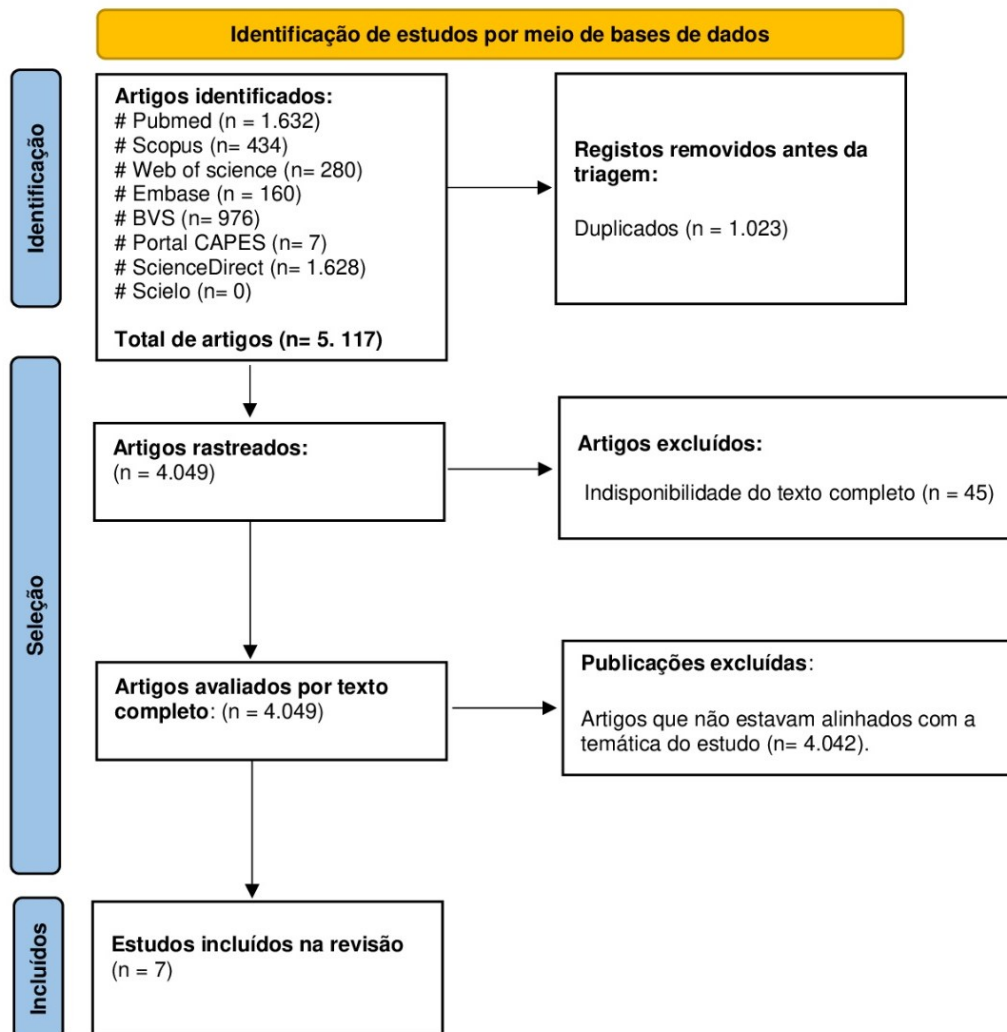 Identificação de estudos por meio de bases de dados
Identificação
Artigos identificados:
# Pubmed (n = 1.632)
# Scopus (n= 434)
# Web of science (n= 280)
# Embase (n = 160)
# BVS (n= 976)
# Portal CAPES (n= 7)
# ScienceDirect (n= 1.628)
# Scielo (n= 0)
Total de artigos (n= 5. 117)
Registos removidos antes da
triagem:
Duplicados (n = 1.023)
Seleção
Artigos rastreados:
(n = 4.049)
Artigos excluídos:
Indisponibilidade do texto completo (n = 45)
Artigos avaliados por texto
completo: (n = 4.049)
Publicações excluídas:
Artigos que não estavam alinhados com a
temática do estudo (n= 4.042).
Incluídos
Estudos incluídos na revisão
(n = 7)